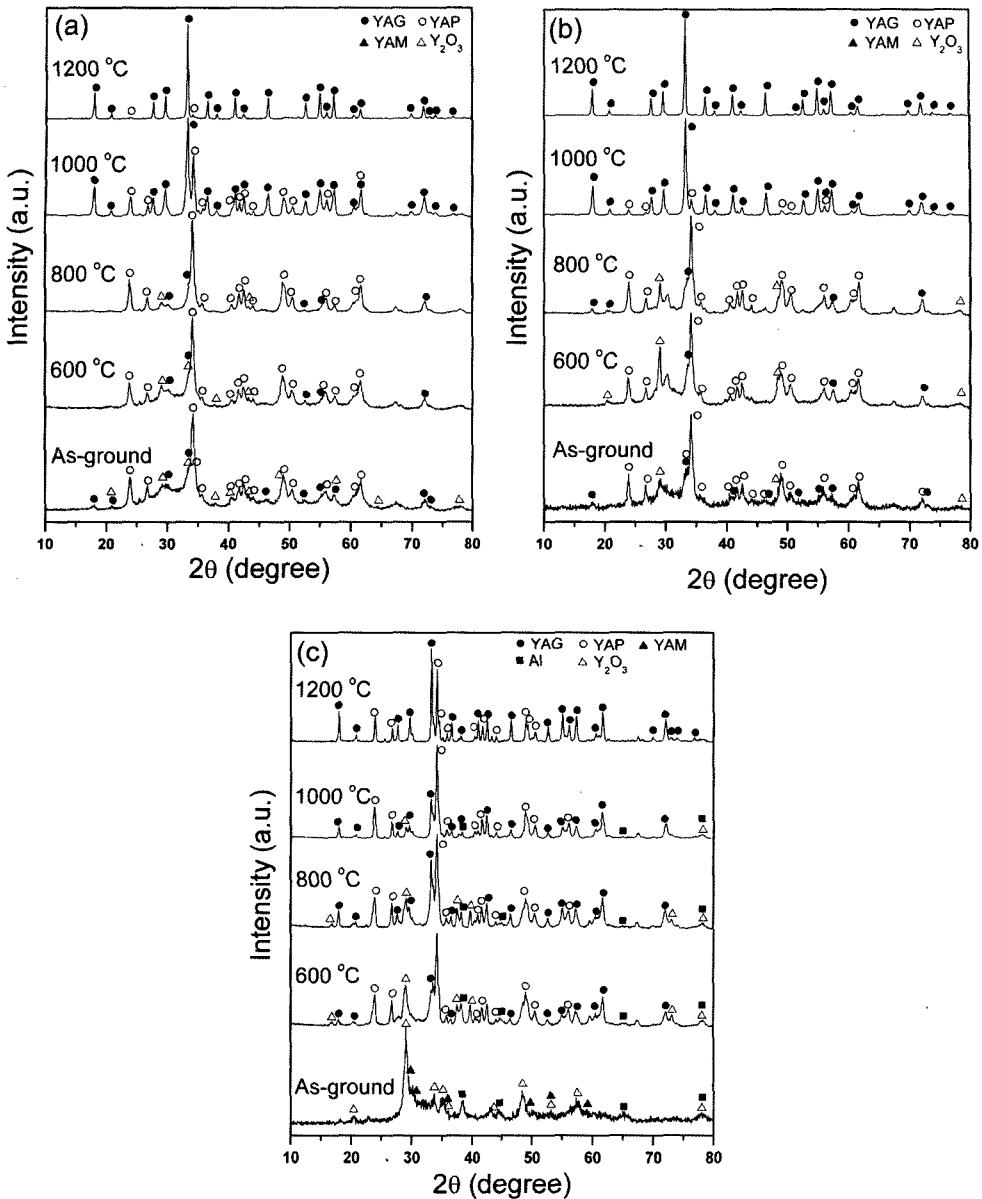 (a)
● YAG ○ YAP
▲ YAM △ Y₂O₃
1200 °C
1000 °C
800 °C
600 °C
As-ground
Intensity (a.u.)
10 20 30 40 50 60 70 80
2θ (degree)
(b)
● YAG ○ YAP
▲ YAM △ Y₂O₃
1200 °C
1000 °C
800 °C
600 °C
As-ground
Intensity (a.u.)
10 20 30 40 50 60 70 80
2θ (degree)
(c)
● YAG ○ YAP ▲ YAM
■ Al △ Y₂O₃
1200 °C
1000 °C
800 °C
600 °C
As-ground
Intensity (a.u.)
10 20 30 40 50 60 70 80
2θ (degree)